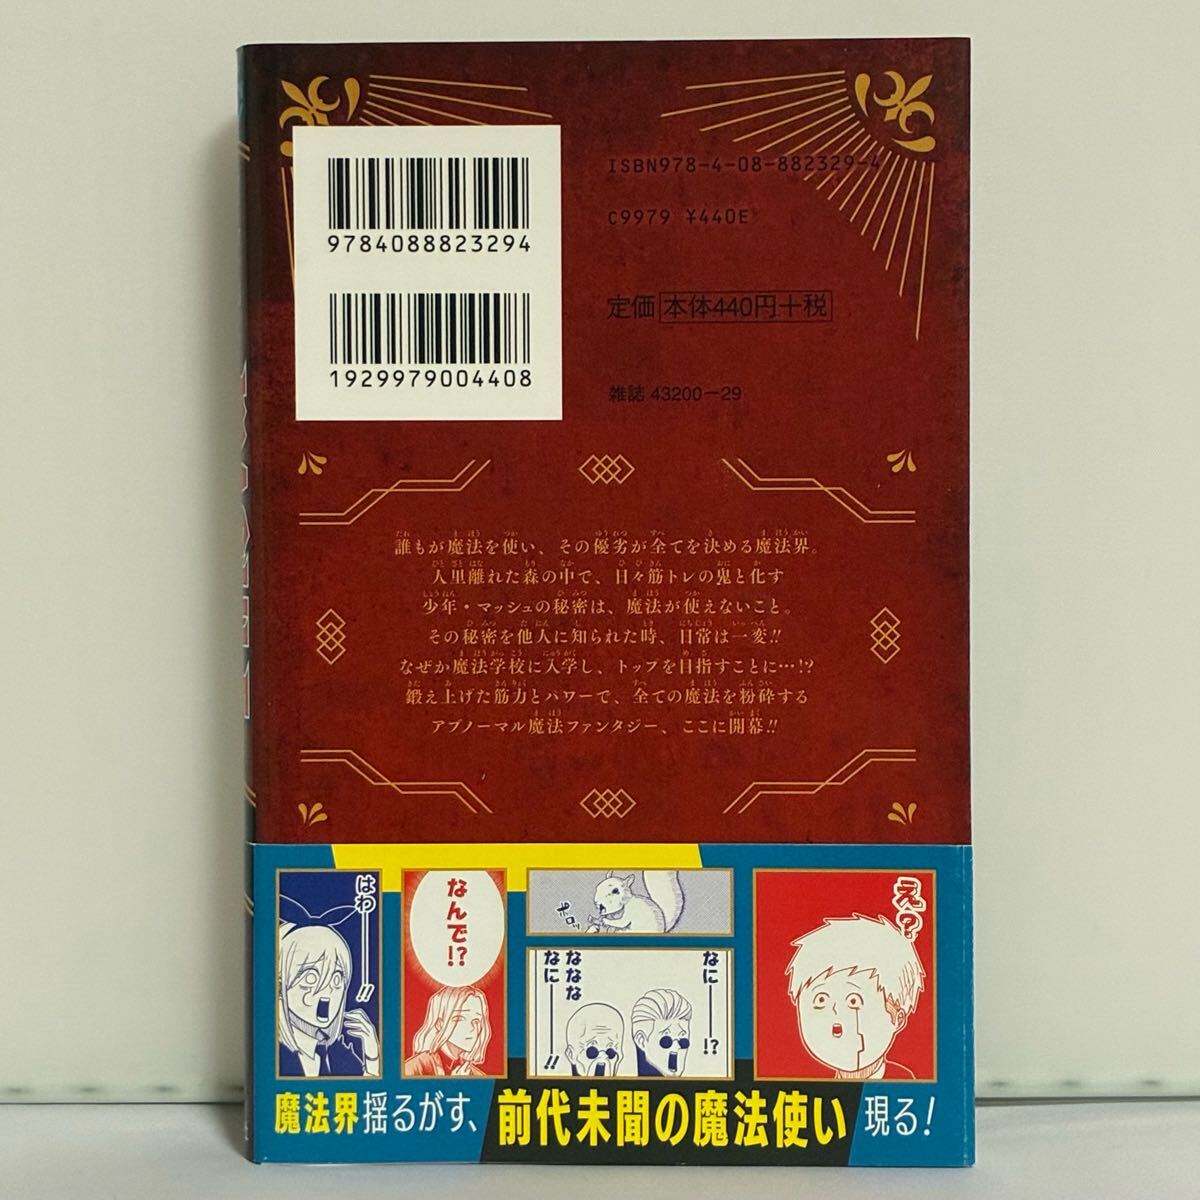 ISBN978-4-08-882329-4
9784088823294
C9979 ¥440E
定価 本体440円+税
1929979004408
雑誌 43200-29
誰もが魔法を使い、その優劣が全てを決める魔法界。
人里離れた森の中で、日々筋トレの鬼と化す
少年・マッシュの秘密は、魔法が使えないこと。
その秘密を他人に知られた時、日常は一変!!
なぜか魔法学校に入学し、トップを目指すことに…!?
鍛え上げた筋力とパワーで、全ての魔法を粉砕する
アブノーマル魔法ファンタジー、ここに開幕!!
はわ――!!
なんで!?
ポロッ
なに――!?
なななな
なに――!!
え?
魔法界揺るがす、前代未聞の魔法使い現る!